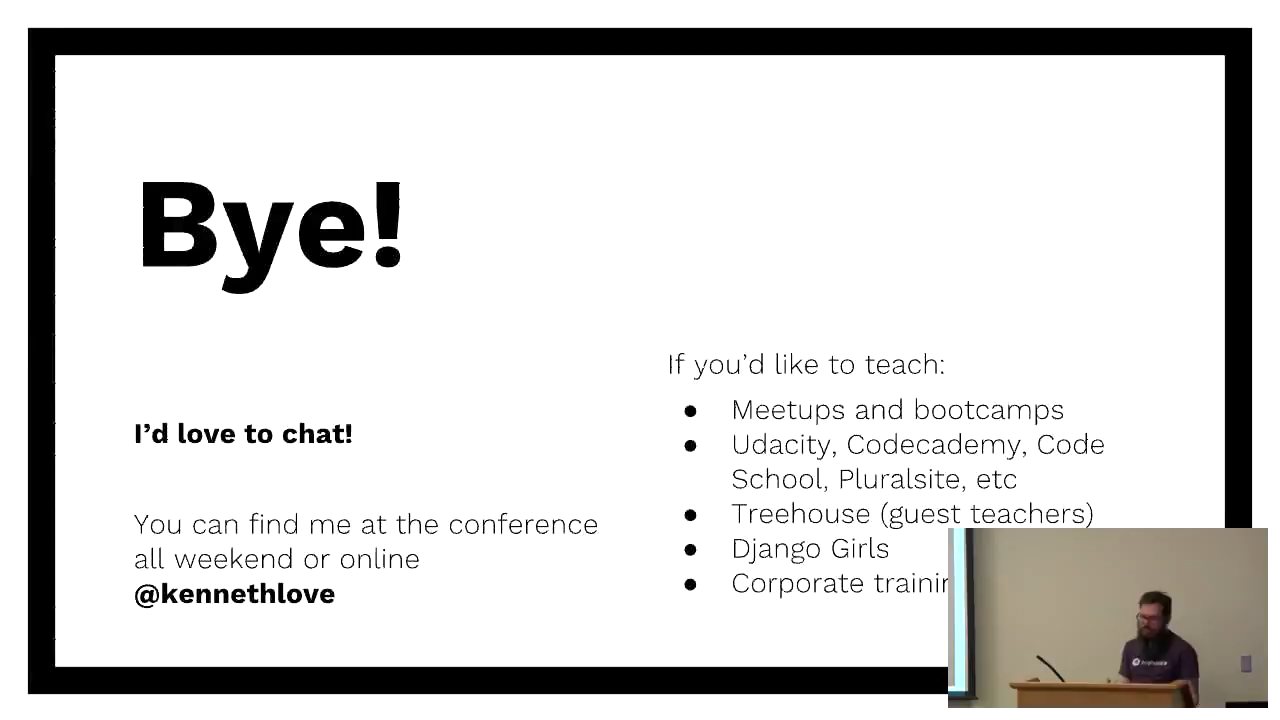 Bye!
I’d love to chat!
You can find me at the conference
all weekend or online
@kennethlove
If you’d like to teach:
● Meetups and bootcamps
● Udacity, Codecademy, Code
School, Pluralsite, etc
● Treehouse (guest teachers)
● Django Girls
● Corporate